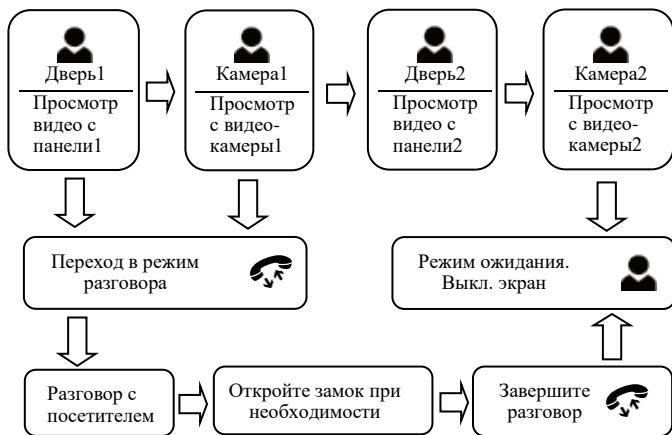 Дверь1
Просмотр
видео с
панели1
Камера1
Просмотр
с видео-
камеры1
Дверь2
Просмотр
видео с
панели2
Камера2
Просмотр
с видео-
камеры2
Переход в режим
разговора
Режим ожидания.
Выкл. экран
Разговор с
посетителем
Откройте замок при
необходимости
Завершите
разговор